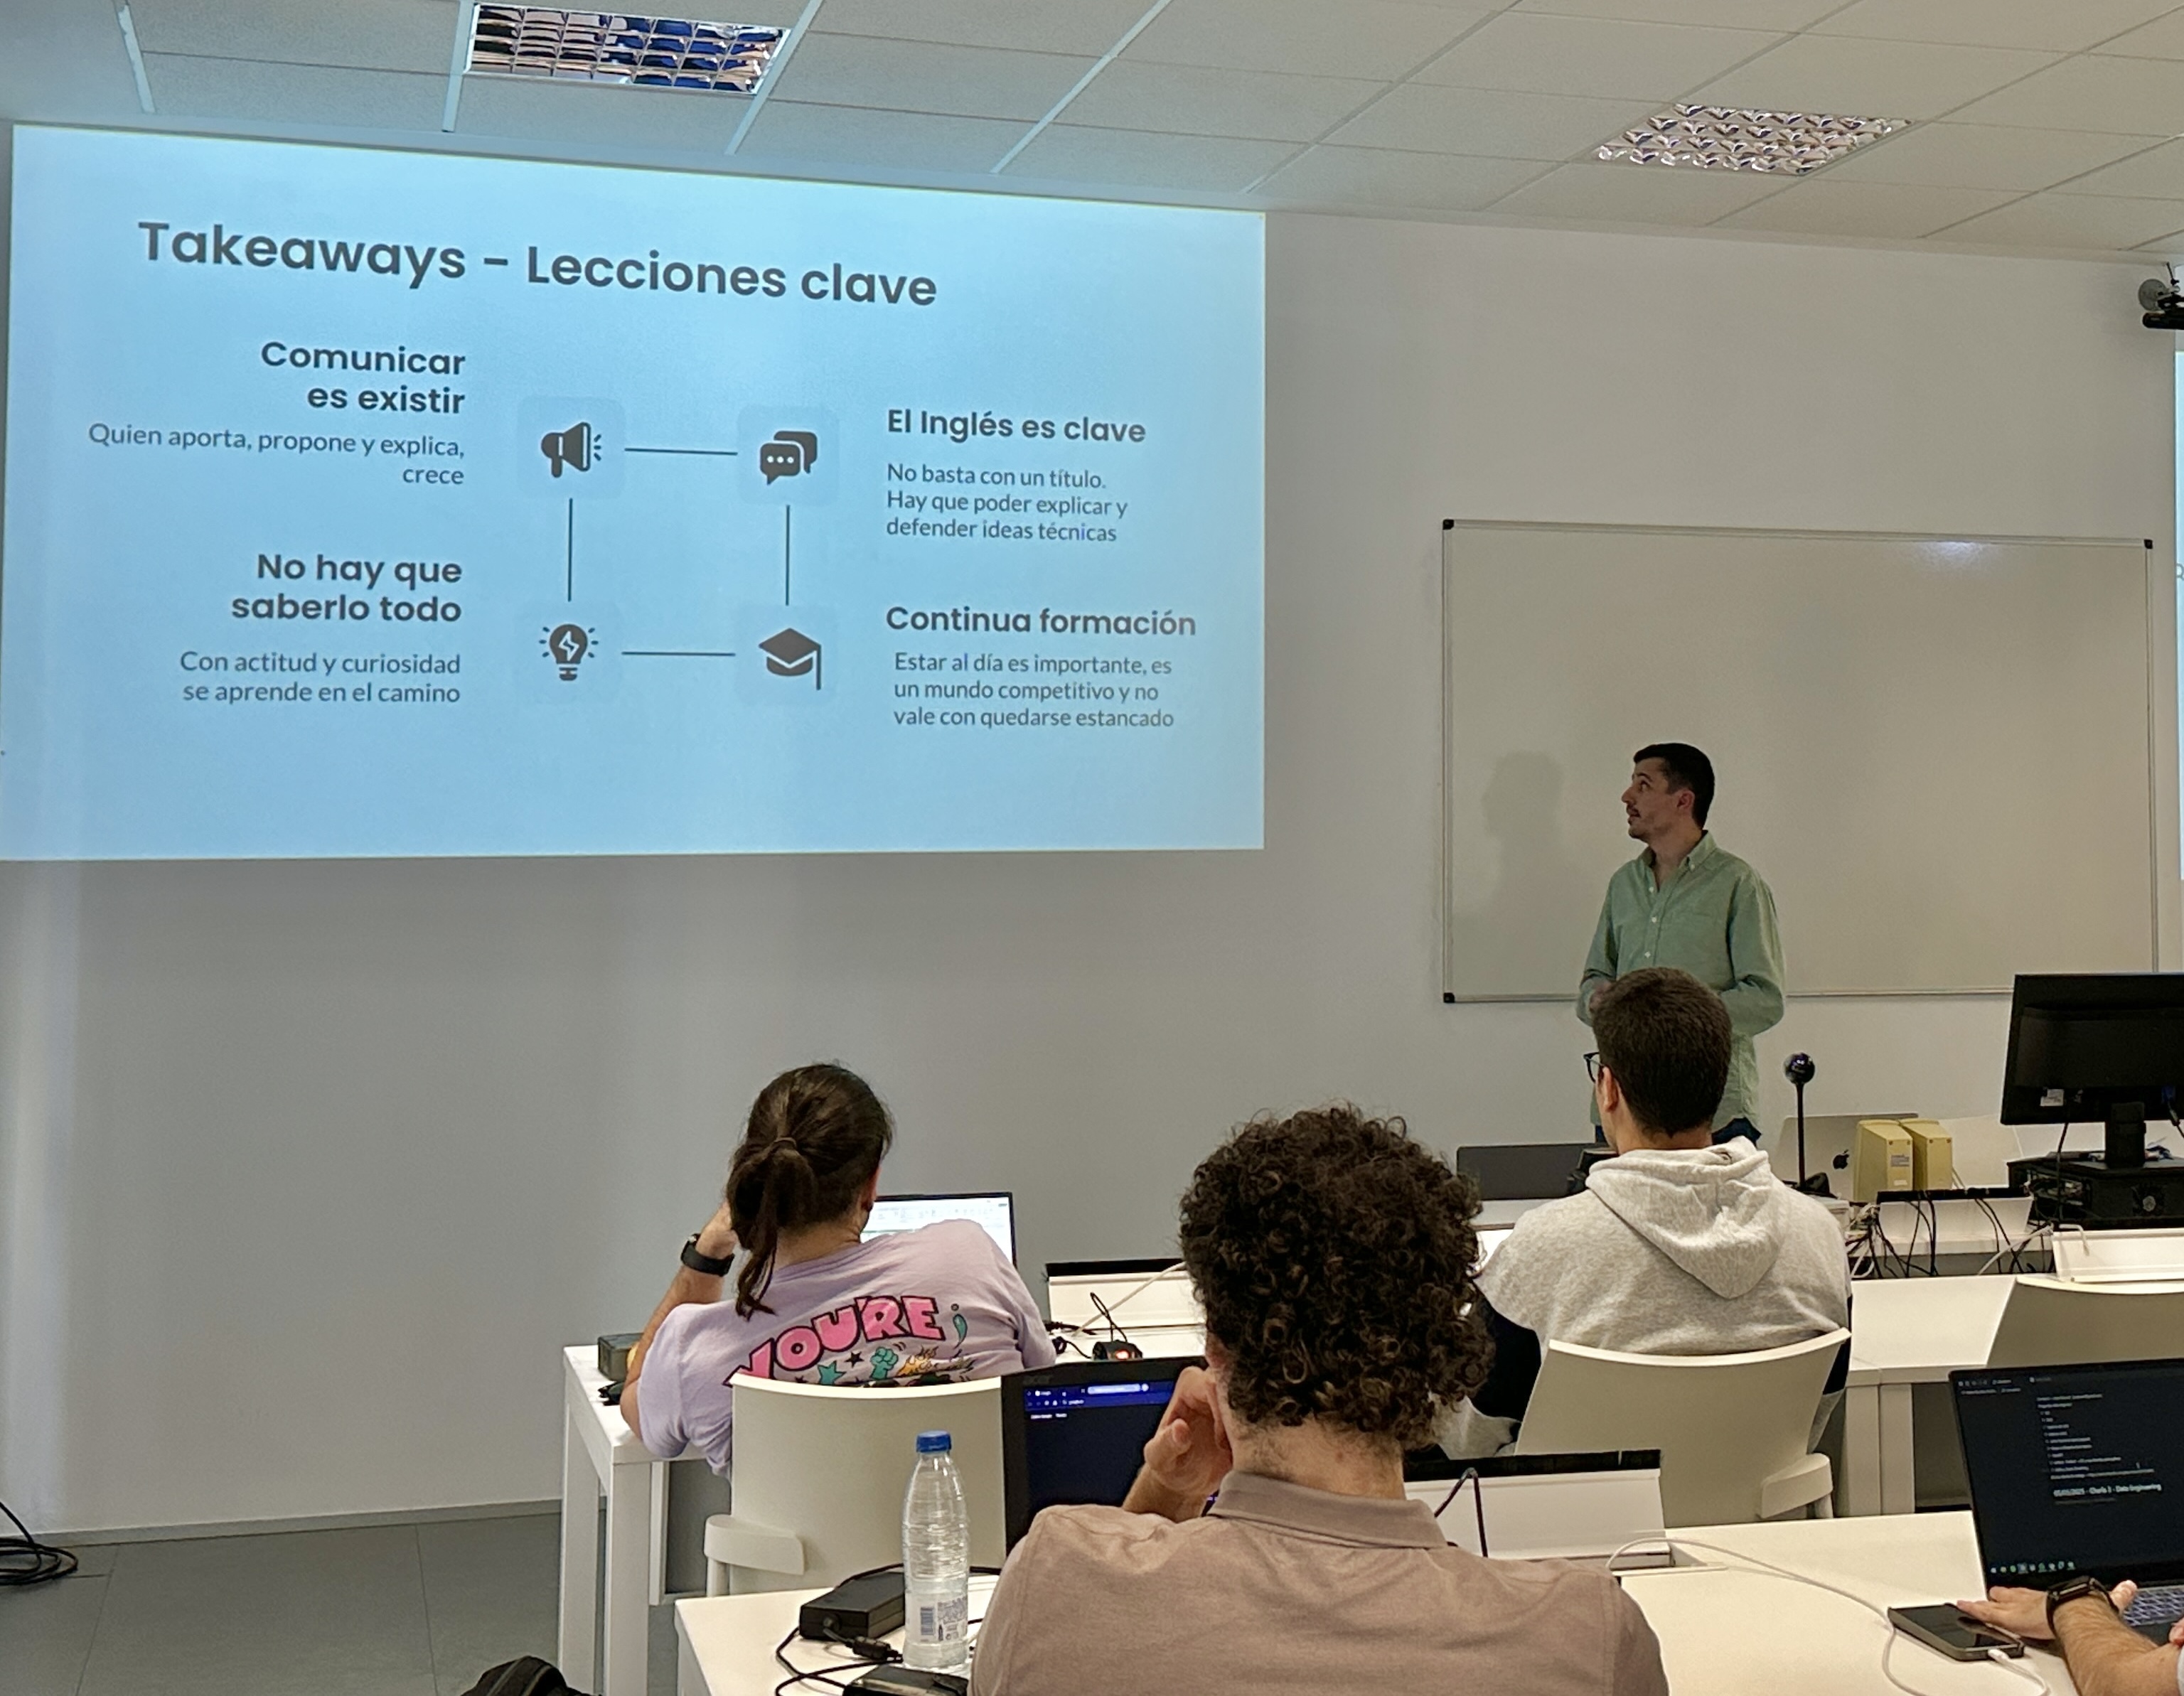 Takeaways - Lecciones clave
Comunicar
es existir
Quien aporta, propone y explica,
crece
El Inglés es clave
No basta con un título.
Hay que poder explicar y
defender ideas técnicas
No hay que
saberlo todo
Con actitud y curiosidad
se aprende en el camino
Continua formación
Estar al día es importante, es
un mundo competitivo y no
vale con quedarse estancado
YOU'RE